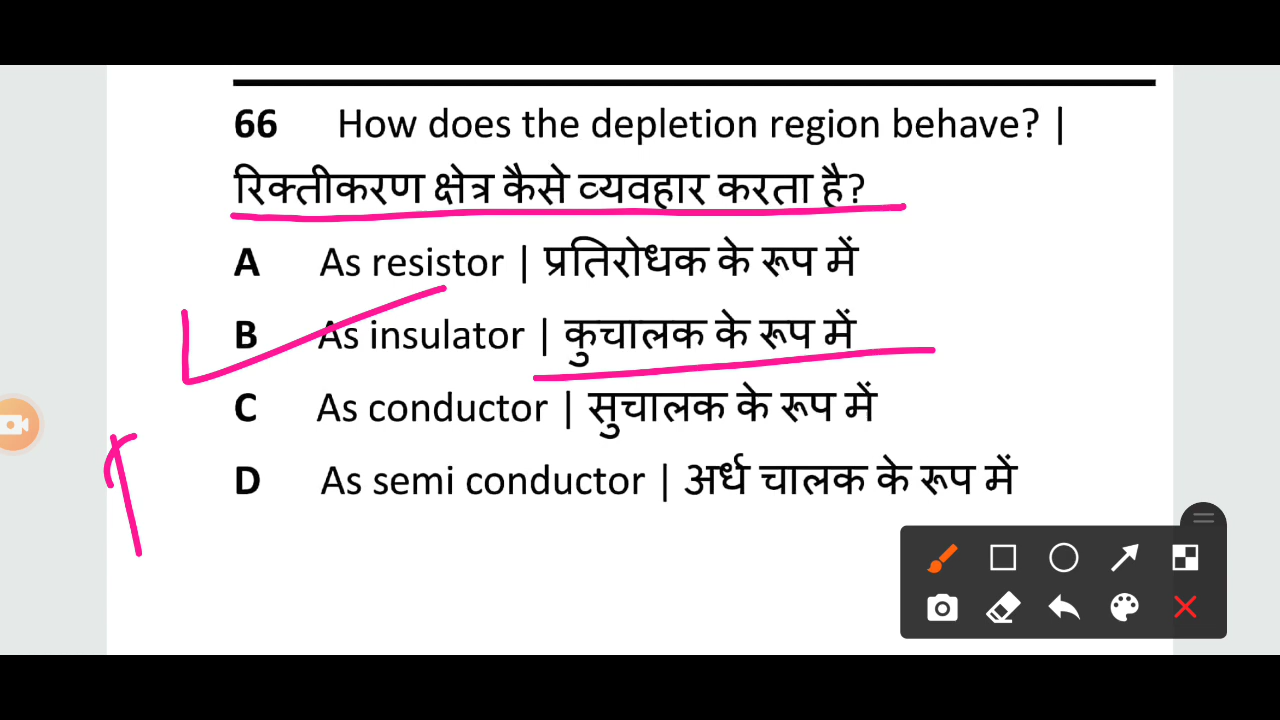 66 How does the depletion region behave? |
रिक्तीकरण क्षेत्र कैसे व्यवहार करता है?
A As resistor | प्रतिरोधक के रूप में
B As insulator | कुचालक के रूप में
C As conductor | सुचालक के रूप में
D As semi conductor | अर्ध चालक के रूप में